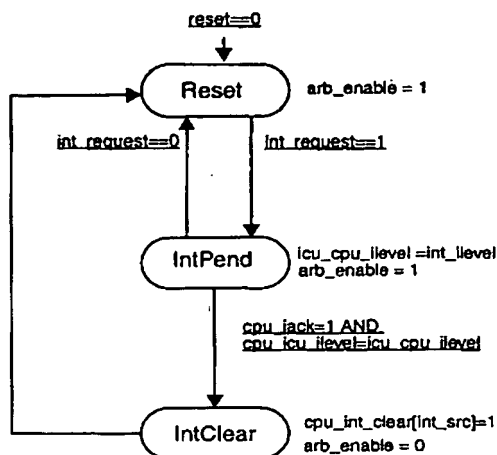 reset==0
Reset
arb_enable = 1
int_request==0
int_request==1
IntPend
icu_cpu_ilevel =int_ilevel
arb_enable = 1
cpu_iack=1 AND
cpu_icu_ilevel=icu_cpu_ilevel
IntClear
cpu_int_clear[int_src]=1
arb_enable = 0